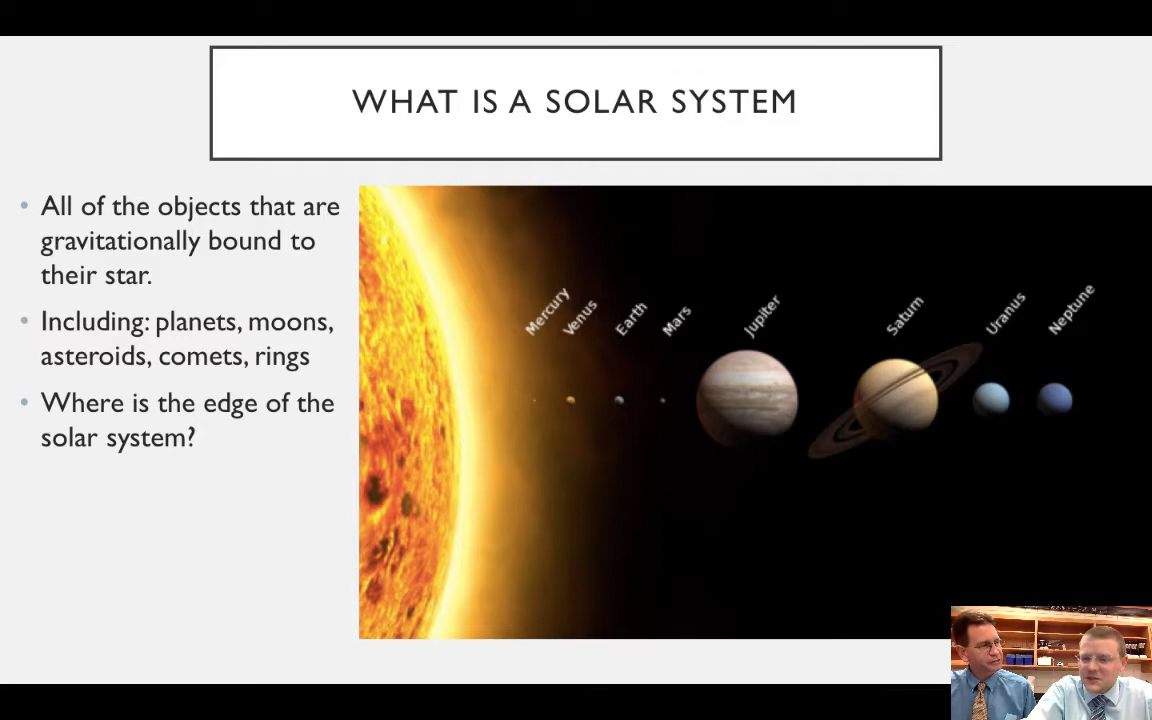 WHAT IS A SOLAR SYSTEM
• All of the objects that are
gravitationally bound to
their star.
• Including: planets, moons,
asteroids, comets, rings
• Where is the edge of the
solar system?
Mercury
Venus
Earth
Mars
Jupiter
Saturn
Uranus
Neptune